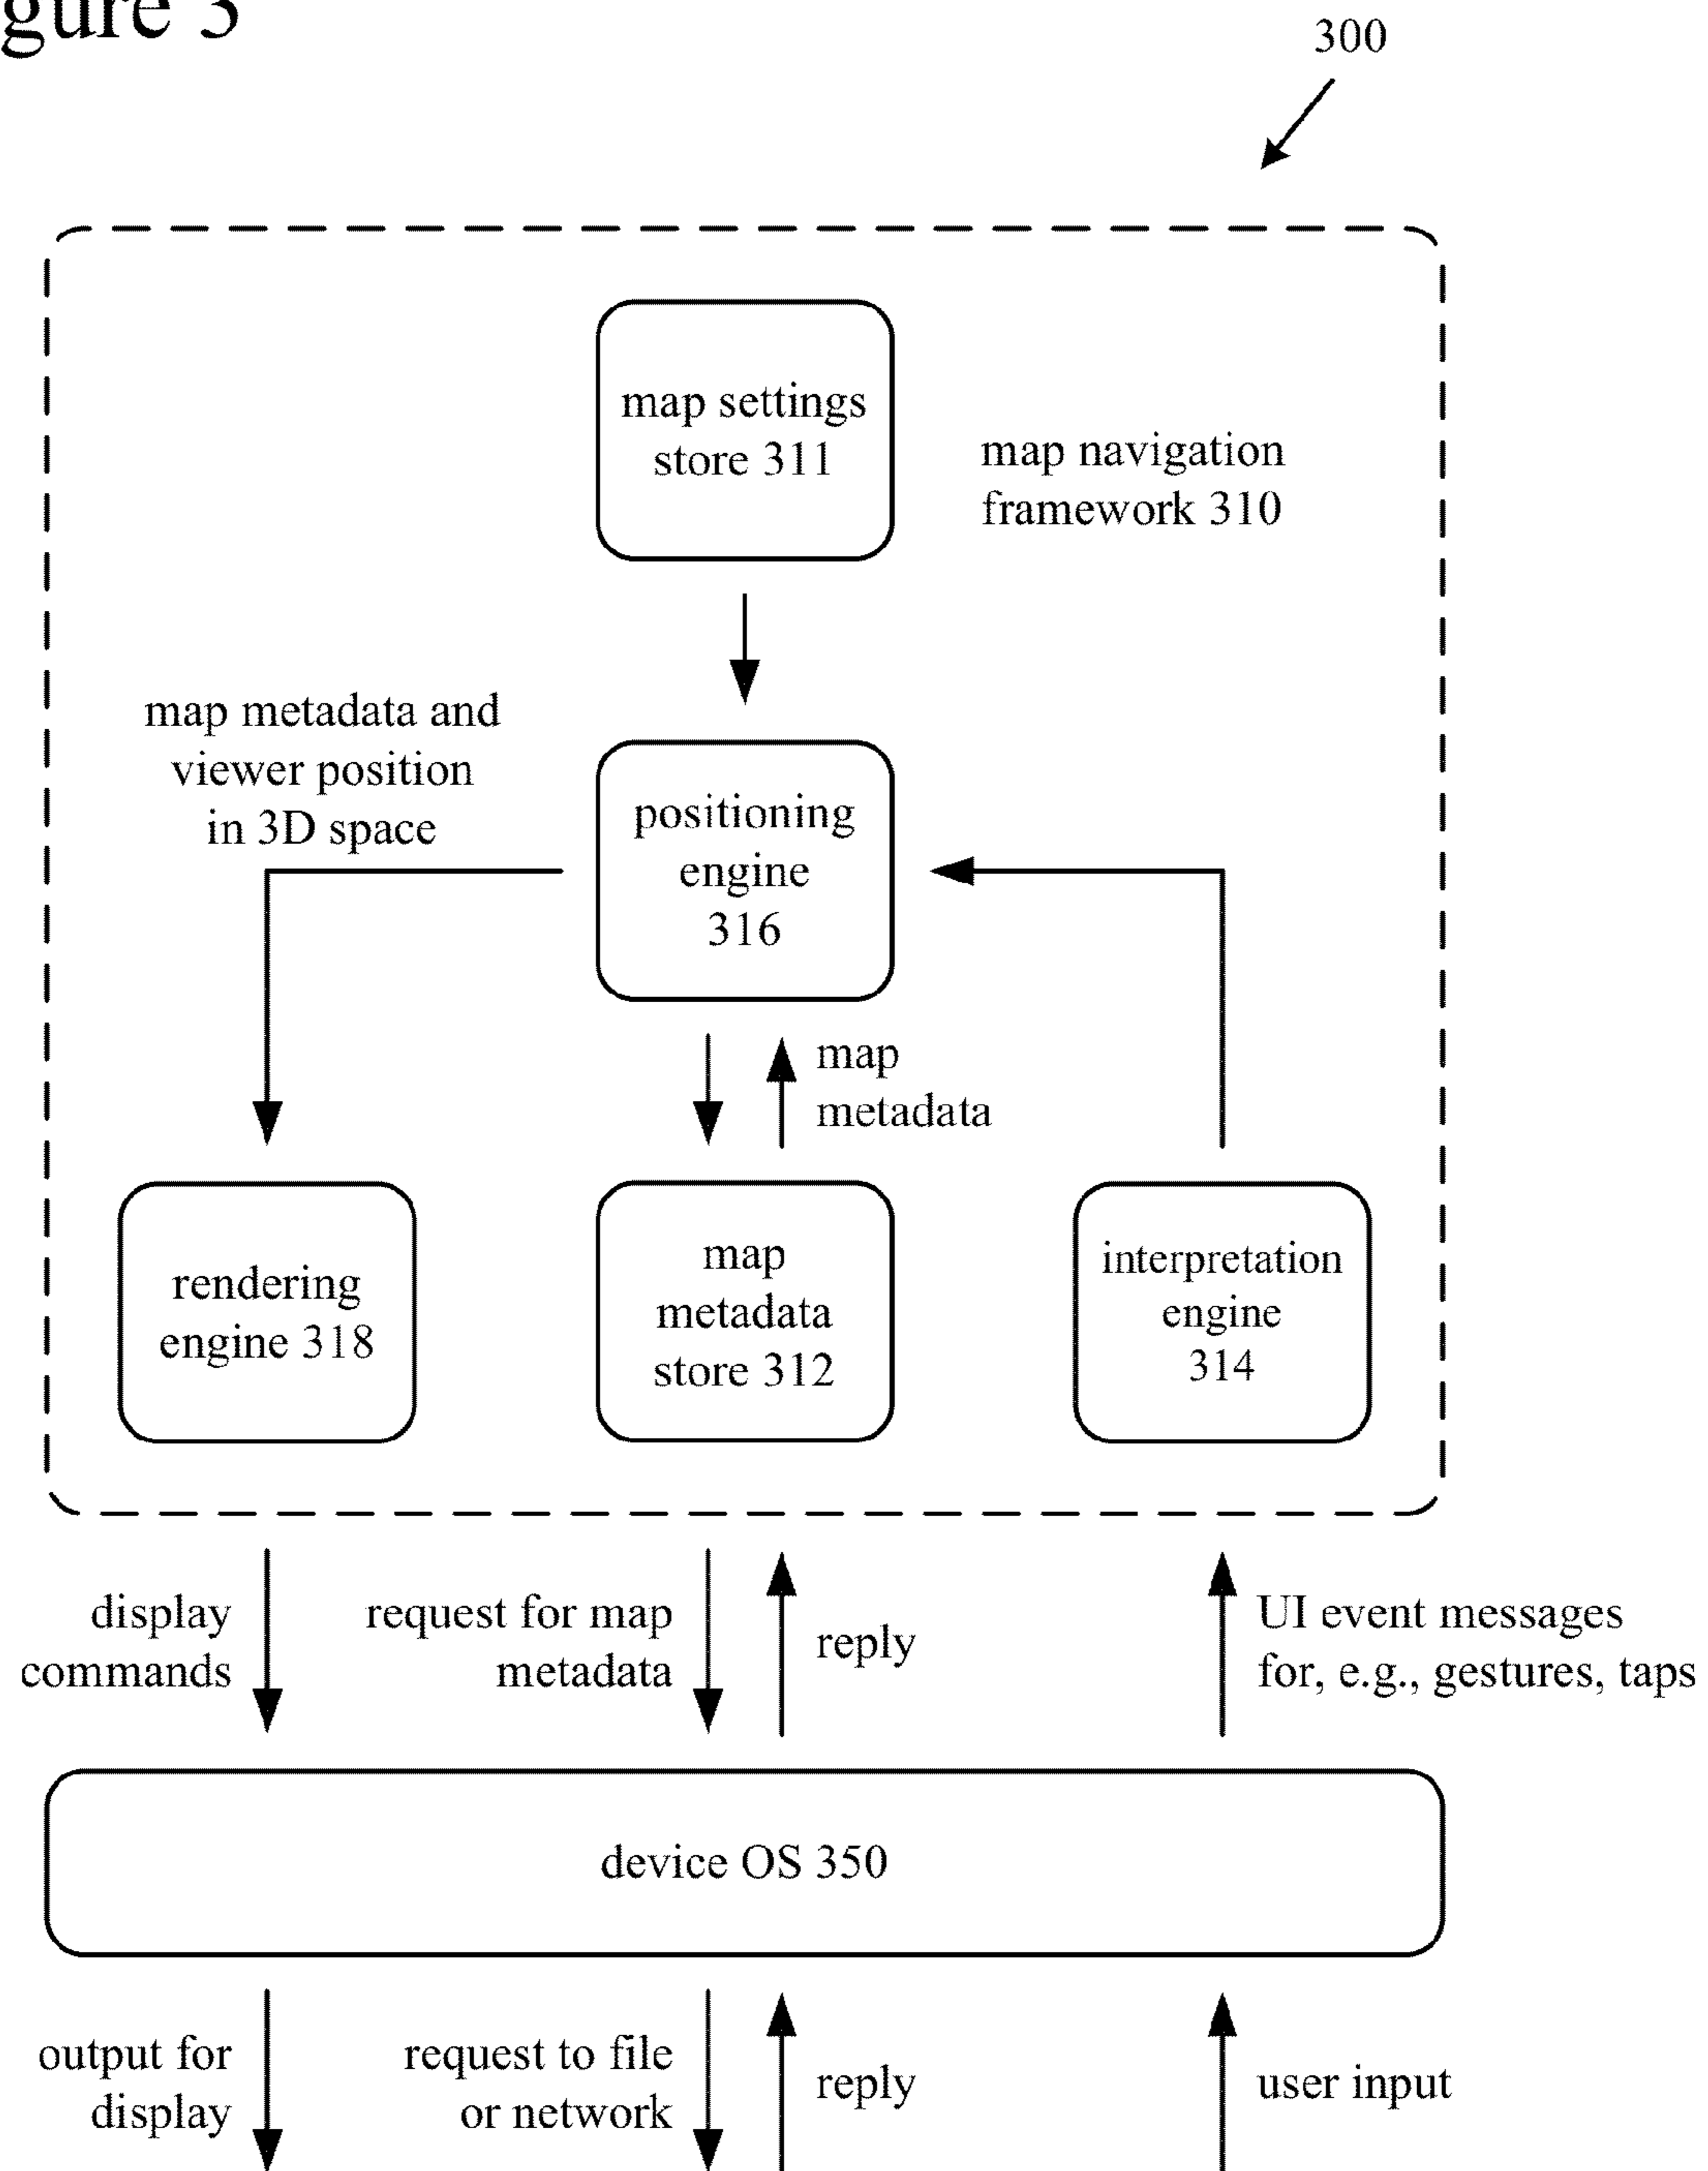 gure 3
300
map settings
store 311
map navigation
framework 310
map metadata and
viewer position
in 3D space
positioning
engine
316
map
metadata
rendering
engine 318
map
metadata
store 312
interpretation
engine
314
display
commands
request for map
metadata
reply
UI event messages
for, e.g., gestures, taps
device OS 350
output for
display
request to file
or network
reply
user input